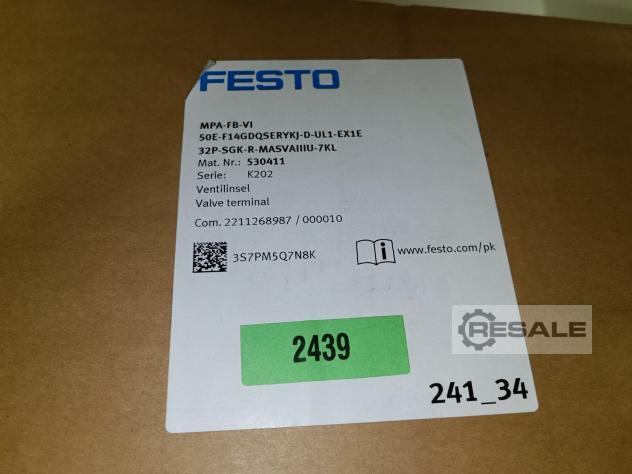 FESTO
MPA-FB-VI
50E-F14GDQSERYKJ-D-UL1-EX1E
32P-SGK-R-MASVAIIIU-7KL
Mat. Nr.: 530411
Serie: K202
Ventilinsel
Valve terminal
Com. 2211268987 / 000010
3S7PM5Q7N8K
i www.festo.com/pk
RESALE
2439
241_34